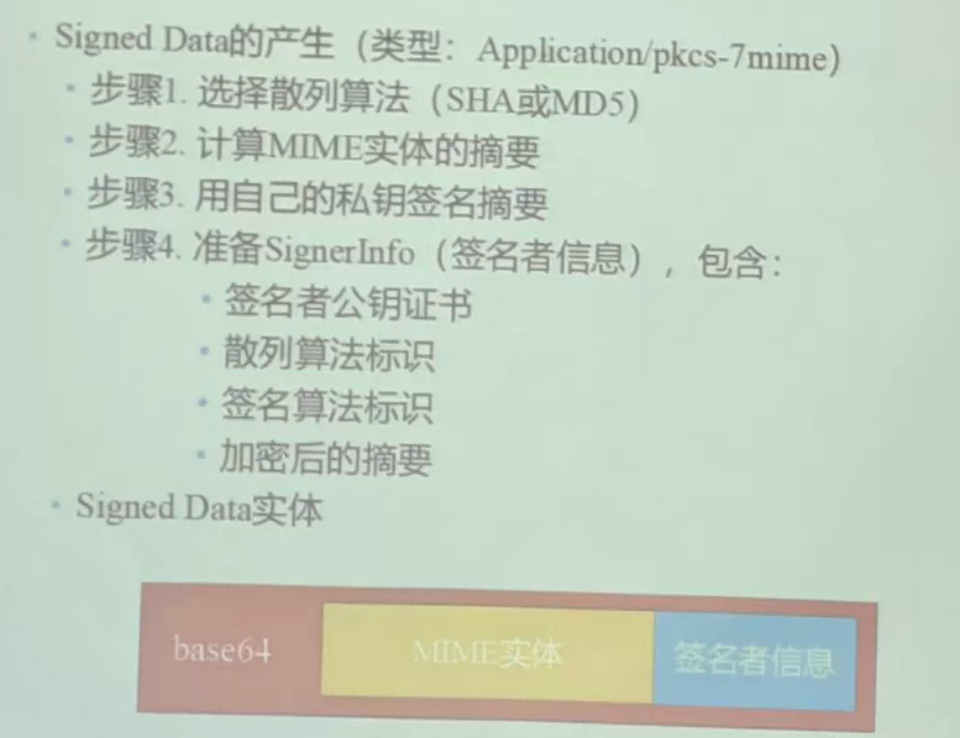 Signed Data的产生（类型：Application/pkcs-7mime）
步骤1. 选择散列算法（SHA或MD5）
步骤2. 计算MIME实体的摘要
步骤3. 用自己的私钥签名摘要
步骤4. 准备SignerInfo（签名者信息），包含：
签名者公钥证书
散列算法标识
签名算法标识
加密后的摘要
Signed Data实体
base64 MIME实体 签名者信息